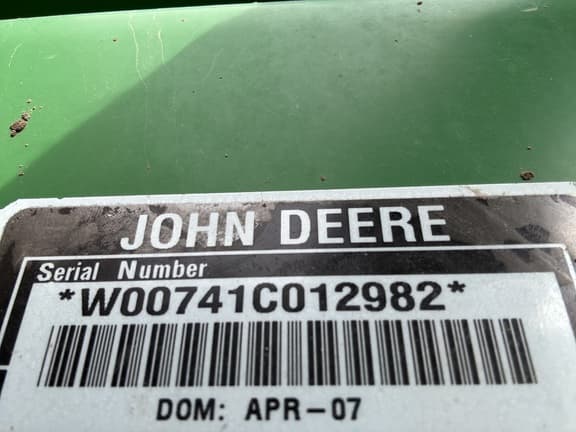 JOHN DEERE
Serial Number
*W00741C012982*
DOM: APR-07